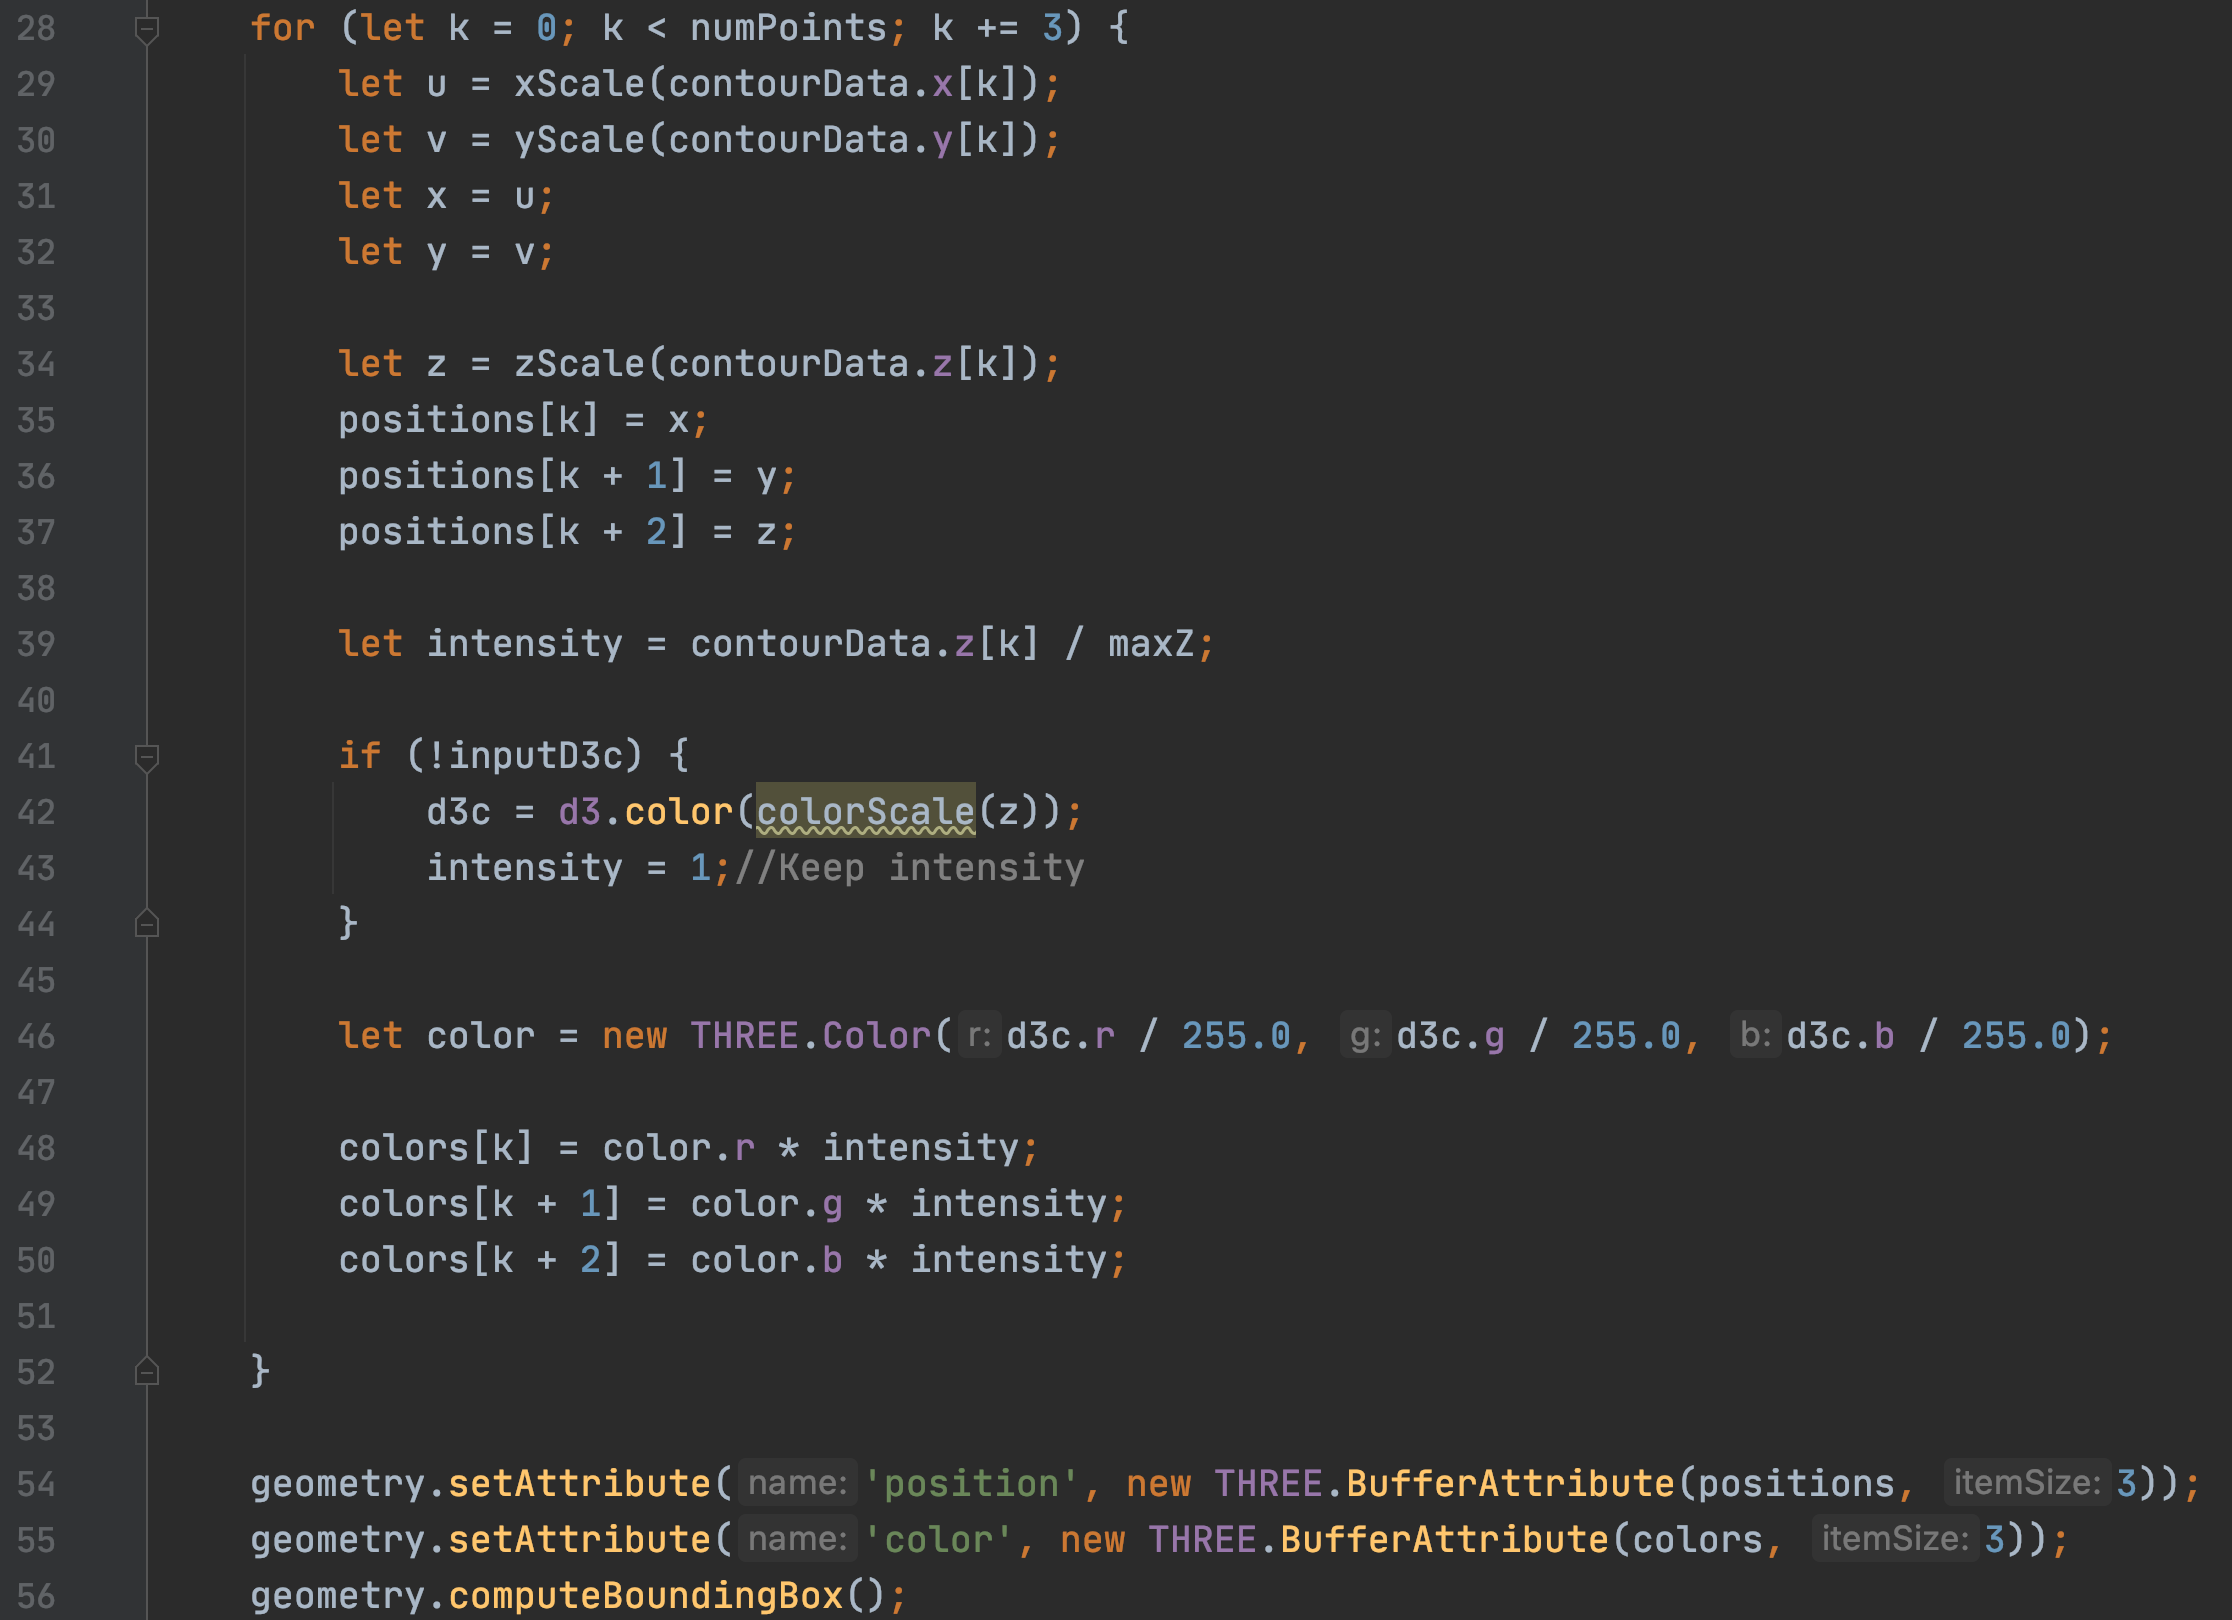 28 for (let k = 0; k < numPoints; k += 3) {
29 let u = xScale(contourData.x[k]);
30 let v = yScale(contourData.y[k]);
31 let x = u;
32 let y = v;
33
34 let z = zScale(contourData.z[k]);
35 positions[k] = x;
36 positions[k + 1] = y;
37 positions[k + 2] = z;
38
39 let intensity = contourData.z[k] / maxZ;
40
41 if (!inputD3c) {
42 d3c = d3.color(colorScale(z));
43 intensity = 1;//Keep intensity
44 }
45
46 let color = new THREE.Color( r: d3c.r / 255.0, g: d3c.g / 255.0, b: d3c.b / 255.0);
47
48 colors[k] = color.r * intensity;
49 colors[k + 1] = color.g * intensity;
50 colors[k + 2] = color.b * intensity;
51
52 }
53
54 geometry.setAttribute( name: 'position', new THREE.BufferAttribute(positions, itemSize: 3));
55 geometry.setAttribute( name: 'color', new THREE.BufferAttribute(colors, itemSize: 3));
56 geometry.computeBoundingBox();